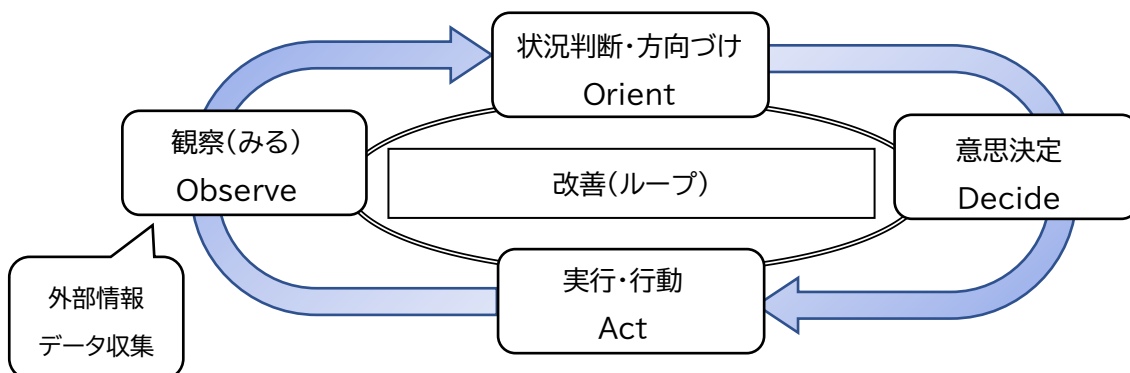 状況判断・方向づけ
Orient
観察(みる)
Observe
改善(ループ)
意思決定
Decide
実行・行動
Act
外部情報
データ収集